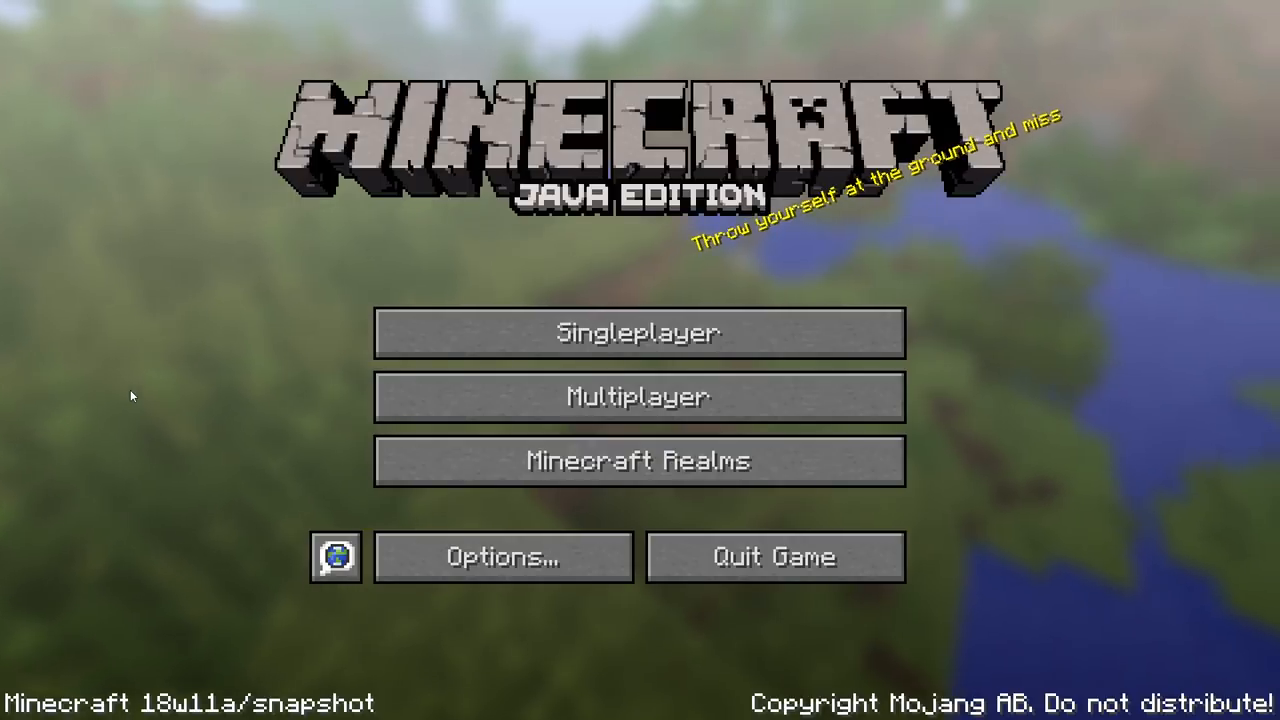 MINECRAFT
JAVA EDITION
Throw yourself at the ground and miss
Singleplayer
Multiplayer
Minecraft Realms
Options...
Quit Game
Minecraft 18w11a/snapshot
Copyright Mojang AB. Do not distribute!